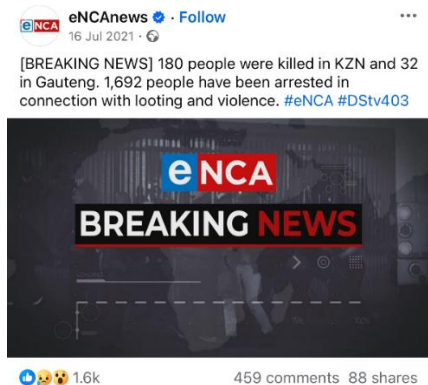 eNCAnews · Follow
16 Jul 2021 ·
[BREAKING NEWS] 180 people were killed in KZN and 32
in Gauteng. 1,692 people have been arrested in
connection with looting and violence. #eNCA #DStv403
eNCA
eNCA
BREAKING NEWS
1.6k
459 comments 88 shares